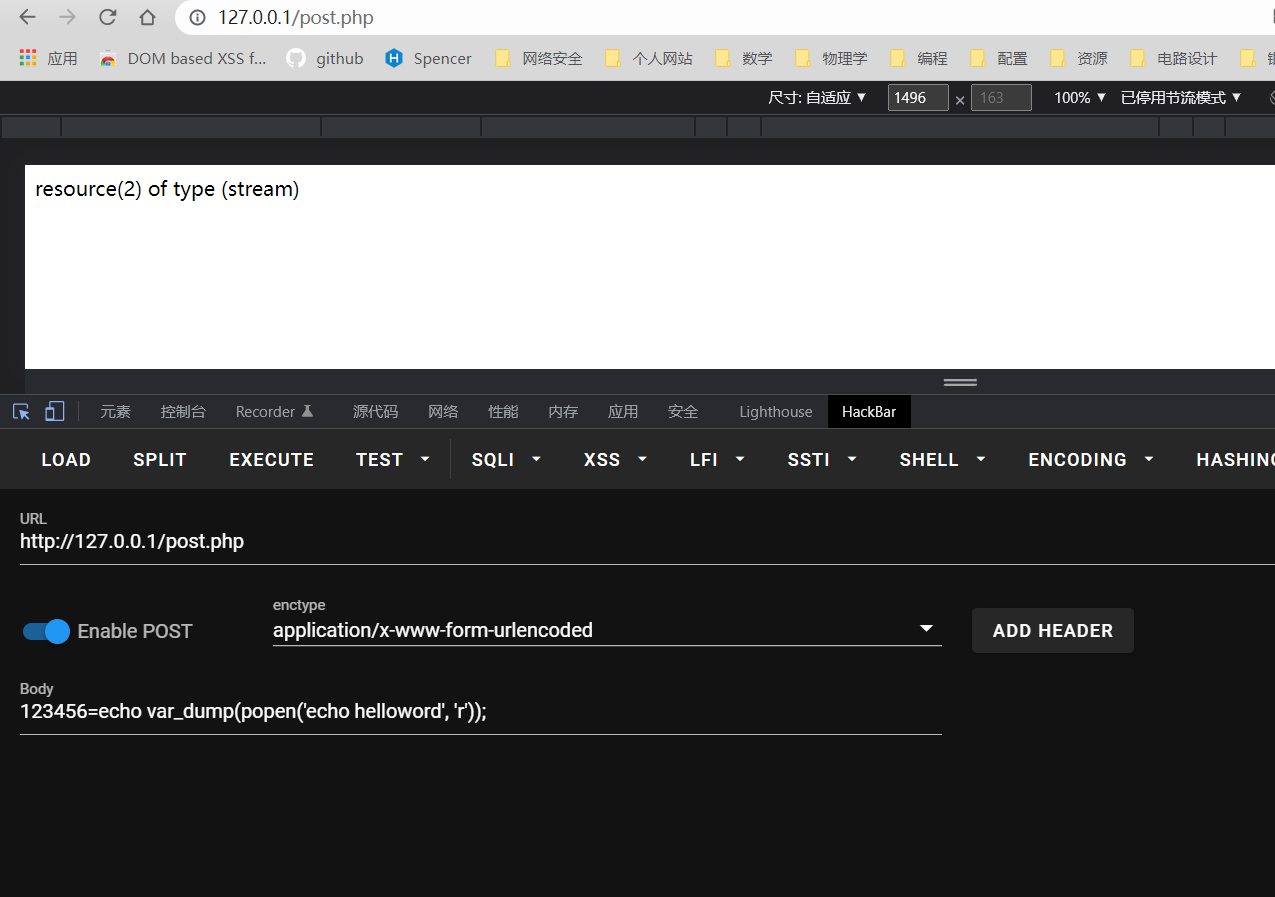 127.0.0.1/post.php
应用 DOM based XSS f... github Spencer 网络安全 个人网站 数学 物理学 编程 配置 资源 电路设计
尺寸: 自适应 ▼ 1496 × 163 100% ▼ 已停用节流模式 ▼
resource(2) of type (stream)
元素 控制台 Recorder 源代码 网络 性能 内存 应用 安全 Lighthouse HackBar
LOAD SPLIT EXECUTE TEST SQLI XSS LFI SSTI SHELL ENCODING HASHING
URL
http://127.0.0.1/post.php
enctype
Enable POST application/x-www-form-urlencoded ADD HEADER
Body
123456=echo var_dump(popen('echo helloword', 'r'));